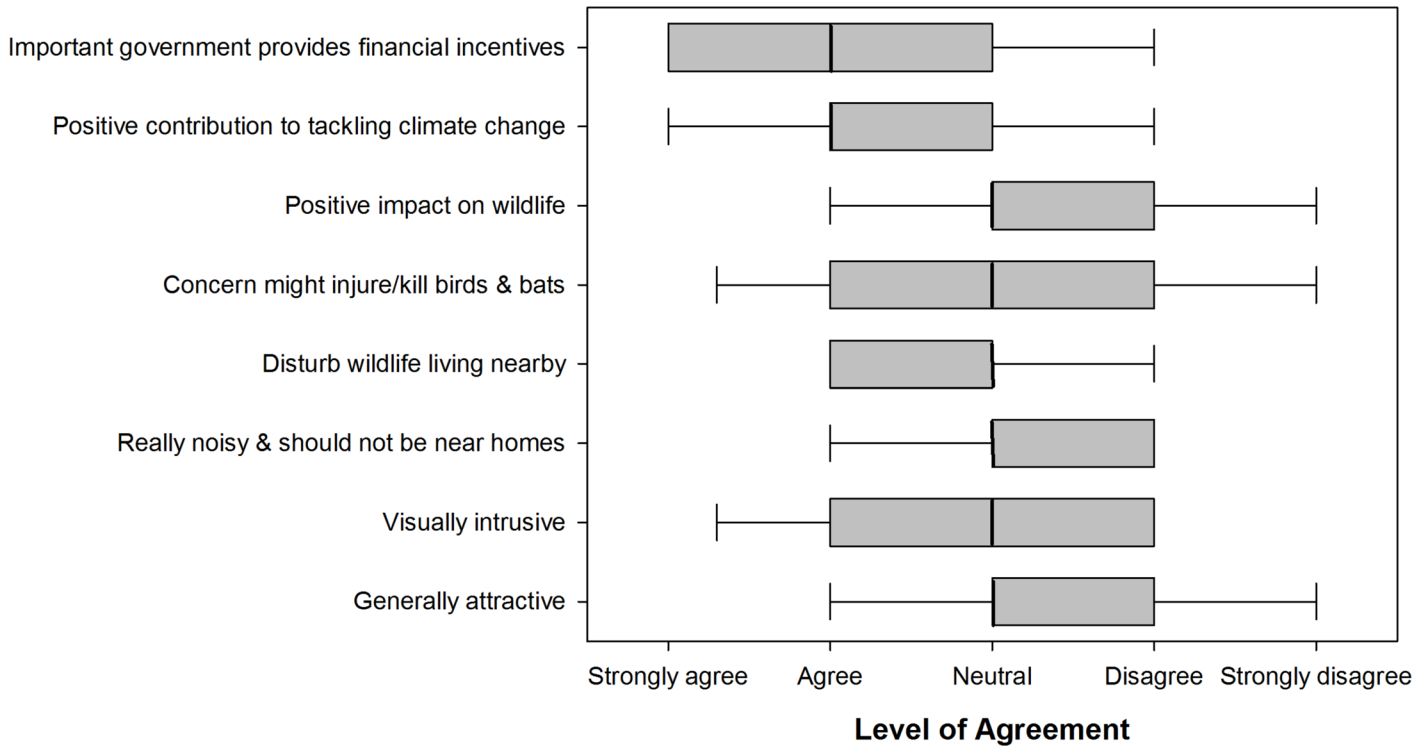 Important government provides financial incentives
Positive contribution to tackling climate change
Positive impact on wildlife
Concern might injure/kill birds & bats
Disturb wildlife living nearby
Really noisy & should not be near homes
Visually intrusive
Generally attractive
Strongly agree Agree Neutral Disagree Strongly disagree
Level of Agreement